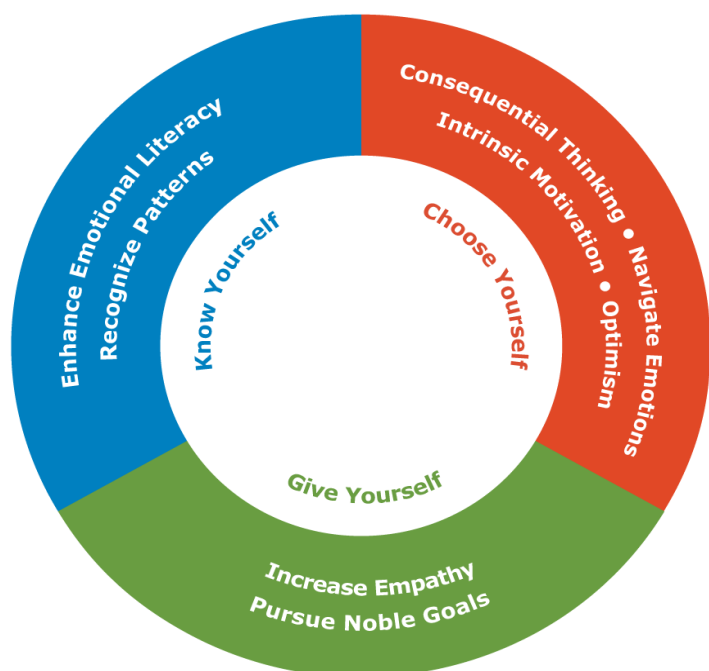 Enhance Emotional Literacy
Recognize Patterns
Know Yourself
Consequential Thinking ● Navigate Emotions
Intrinsic Motivation ● Optimism
Choose Yourself
Give Yourself
Increase Empathy
Pursue Noble Goals